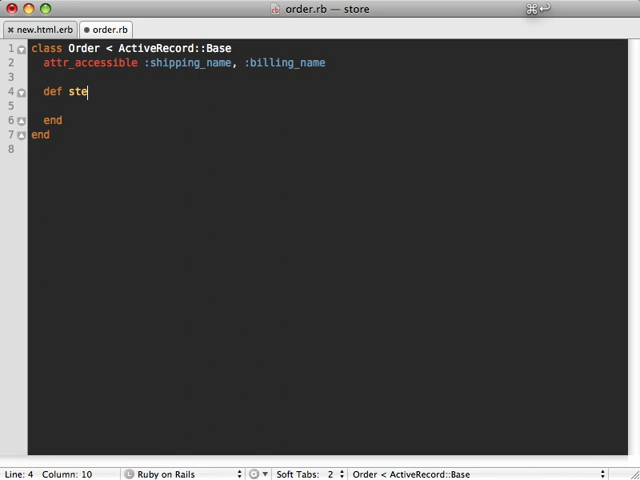 order.rb — store ⌘↩
× new.html.erb ● order.rb
1 class Order < ActiveRecord::Base
2 attr_accessible :shipping_name, :billing_name
3
4 def ste
5
6 end
7 end
8
Line: 4 Column: 10 Ruby on Rails Soft Tabs: 2 Order < ActiveRecord::Base